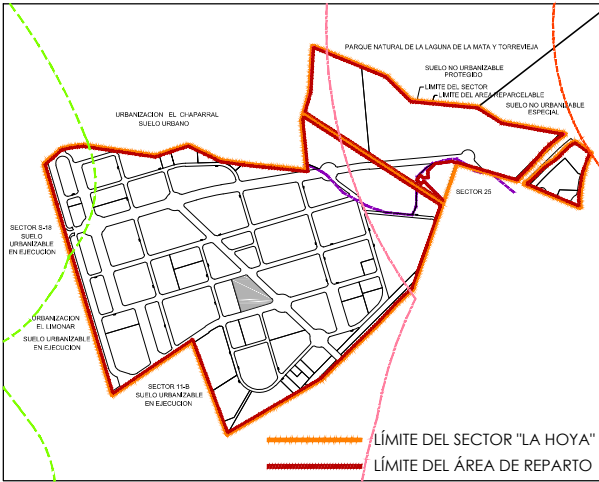 PARQUE NATURAL DE LA LAGUNA DE LA MATA Y TORREVIEJA
SUELO NO URBANIZABLE
PROTEGIDO
LIMITE DEL SECTOR
LIMITE DEL AREA REPARCELABLE
SUELO NO URBANIZABLE
ESPECIAL
URBANIZACION EL CHAPARRAL
SUELO URBANO
SECTOR 25
SECTOR S-18
SUELO
URBANIZABLE
EN EJECUCION
URBANIZACION
EL LIMONAR
SUELO URBANIZABLE
EN EJECUCION
SECTOR 11-B
SUELO URBANIZABLE
EN EJECUCION
LÍMITE DEL SECTOR "LA HOYA"
LÍMITE DEL ÁREA DE REPARTO